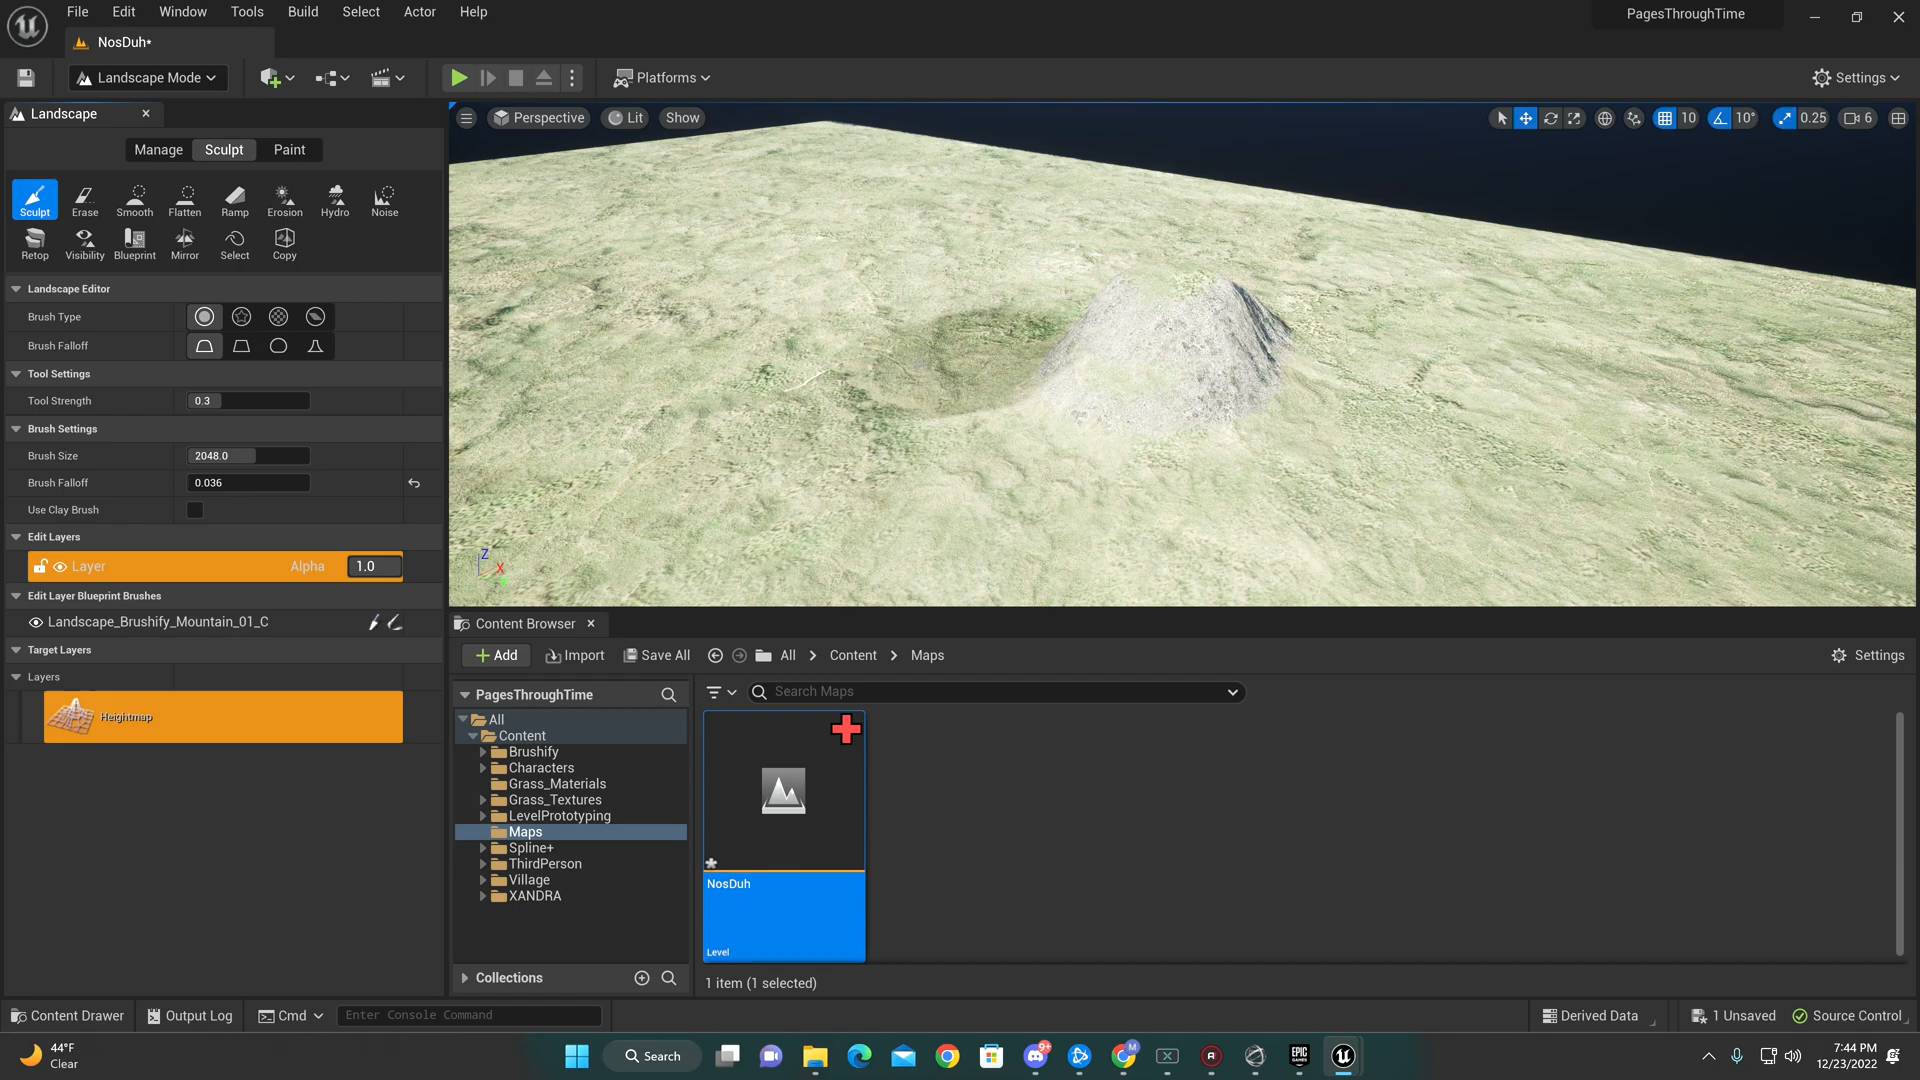 File Edit Window Tools Build Select Actor Help
PagesThroughTime
NosDuh*
Landscape Mode
Platforms
Settings
Landscape
Manage Sculpt Paint
Sculpt Erase Smooth Flatten Ramp Erosion Hydro Noise
Retop Visibility Blueprint Mirror Select Copy
Landscape Editor
Brush Type
Brush Falloff
Tool Settings
Tool Strength 0.3
Brush Settings
Brush Size 2048.0
Brush Falloff 0.036
Use Clay Brush
Edit Layers
Layer Alpha 1.0
Edit Layer Blueprint Brushes
Landscape_Brushify_Mountain_01_C
Target Layers
Layers
Heightmap
Perspective Lit Show
10 10° 0.25 6
Z
X
Y
Content Browser
Add Import Save All All Content Maps Settings
PagesThroughTime
Search Maps
All
Content
Brushify
Characters
Grass_Materials
Grass_Textures
LevelPrototyping
Maps
Spline+
ThirdPerson
Village
XANDRA
Collections
NosDuh
Level
1 item (1 selected)
Content Drawer Output Log Cmd Enter Console Command Derived Data 1 Unsaved Source Control
44°F
Clear
Search
9+
M
EPIC
GAMES
7:44 PM
12/23/2022